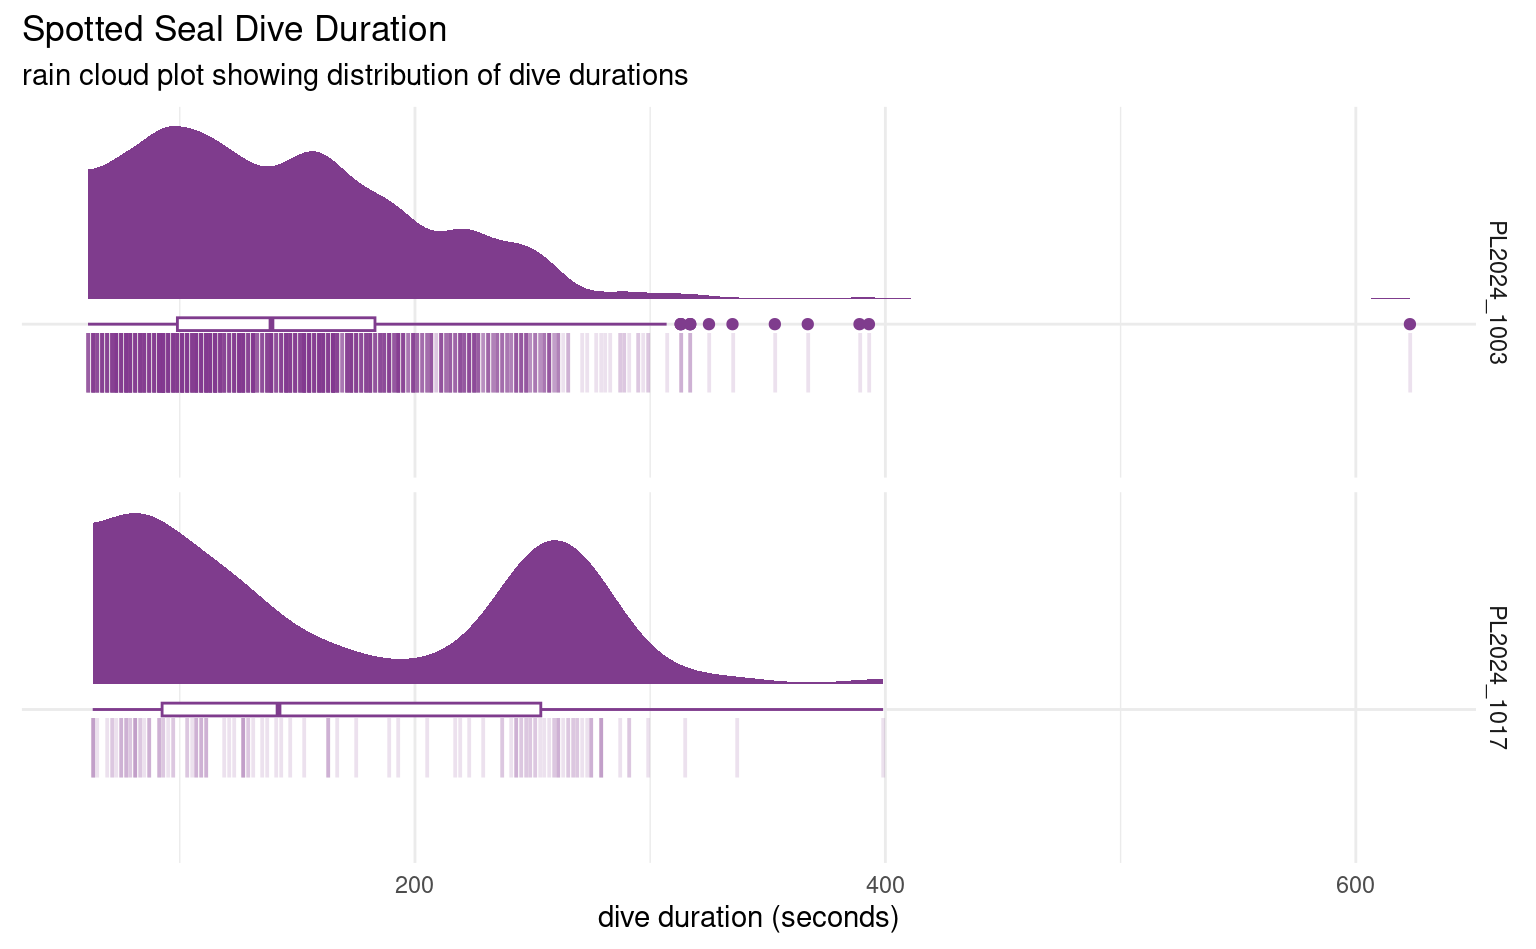 Spotted Seal Dive Duration
rain cloud plot showing distribution of dive durations
PL2024_1003
PL2024_1017
200
400
600
dive duration (seconds)